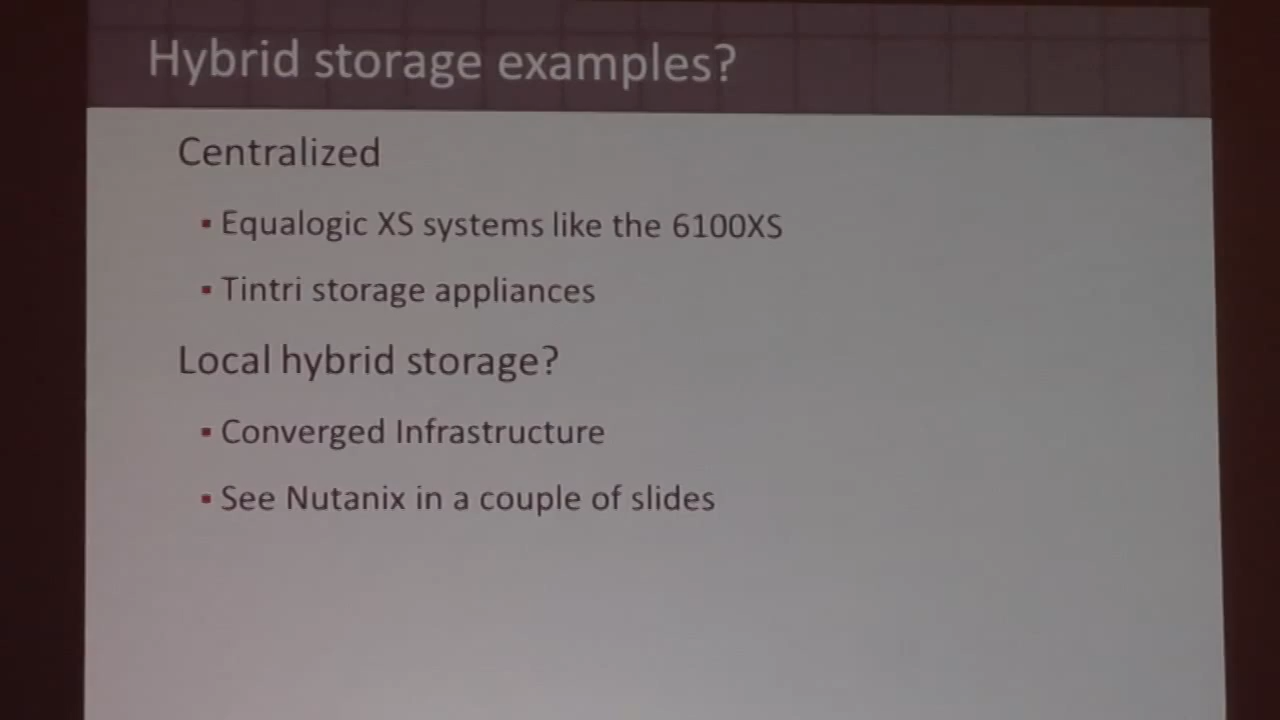 Hybrid storage examples?
Centralized
▪ Equalogic XS systems like the 6100XS
▪ Tintri storage appliances
Local hybrid storage?
▪ Converged Infrastructure
▪ See Nutanix in a couple of slides